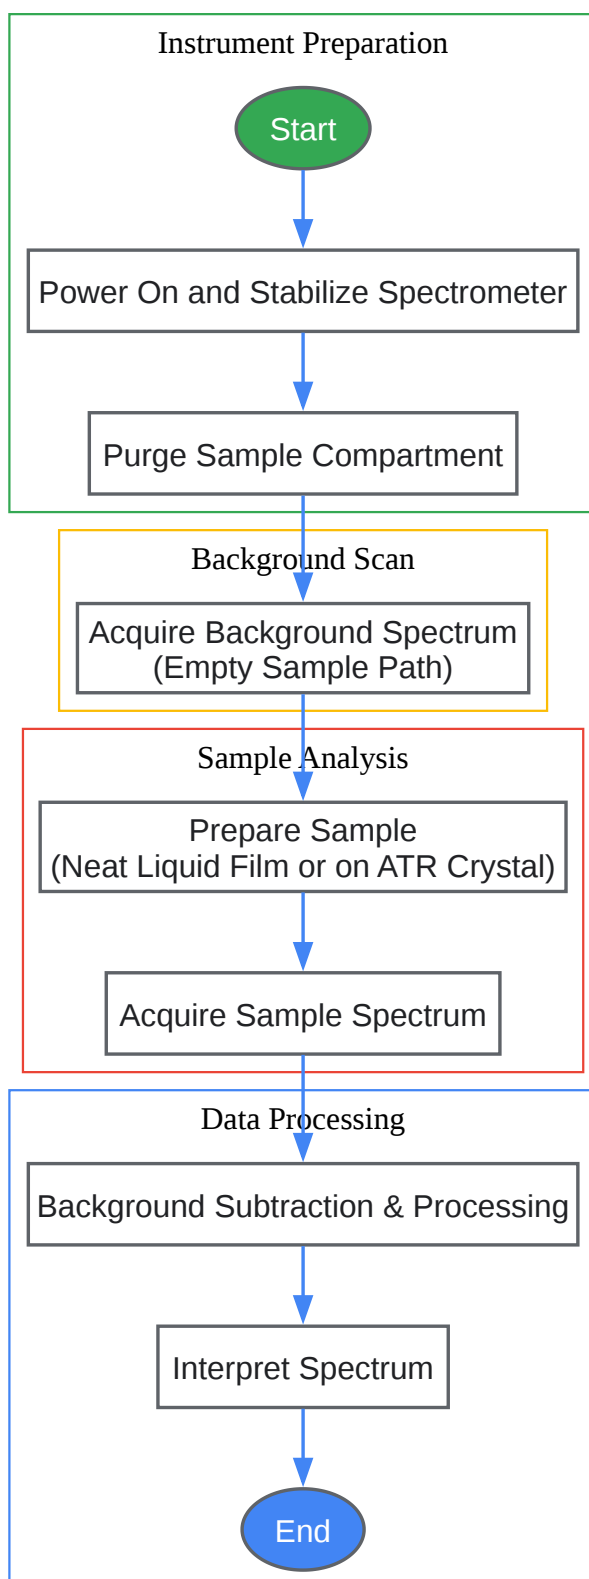 Instrument Preparation
Start
Power On and Stabilize Spectrometer
Purge Sample Compartment
Background Scan
Acquire Background Spectrum
(Empty Sample Path)
Sample Analysis
Prepare Sample
(Neat Liquid Film or on ATR Crystal)
Acquire Sample Spectrum
Data Processing
Background Subtraction & Processing
Interpret Spectrum
End